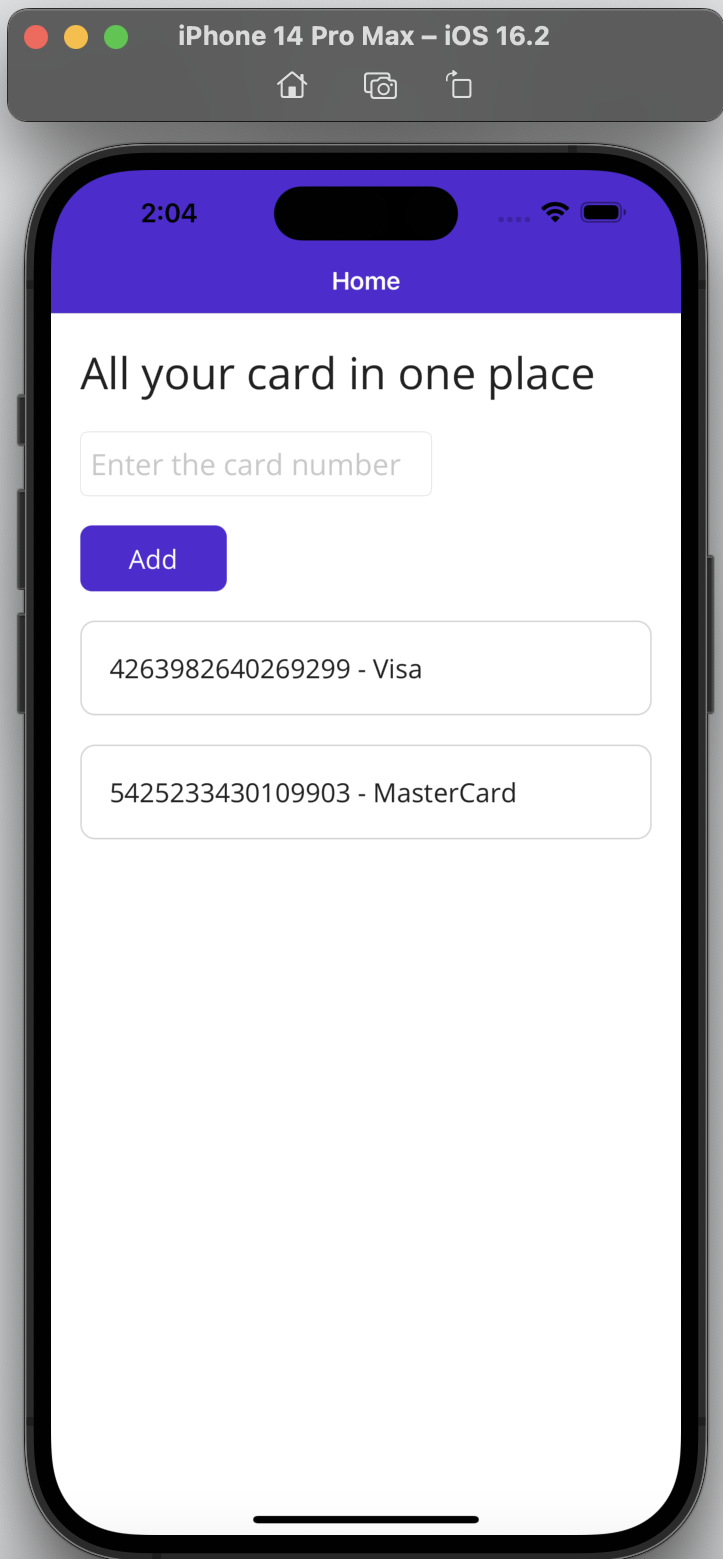 iPhone 14 Pro Max – iOS 16.2
2:04
Home
All your card in one place
Enter the card number
Add
4263982640269299 - Visa
5425233430109903 - MasterCard